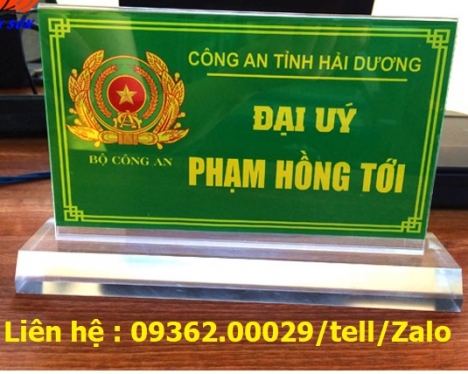 CÔNG AN TỈNH HẢI DƯƠNG
ĐẠI UÝ
BỘ CÔNG AN
PHẠM HỒNG TỚI
Liên hệ : 09362.00029/tell/Zalo